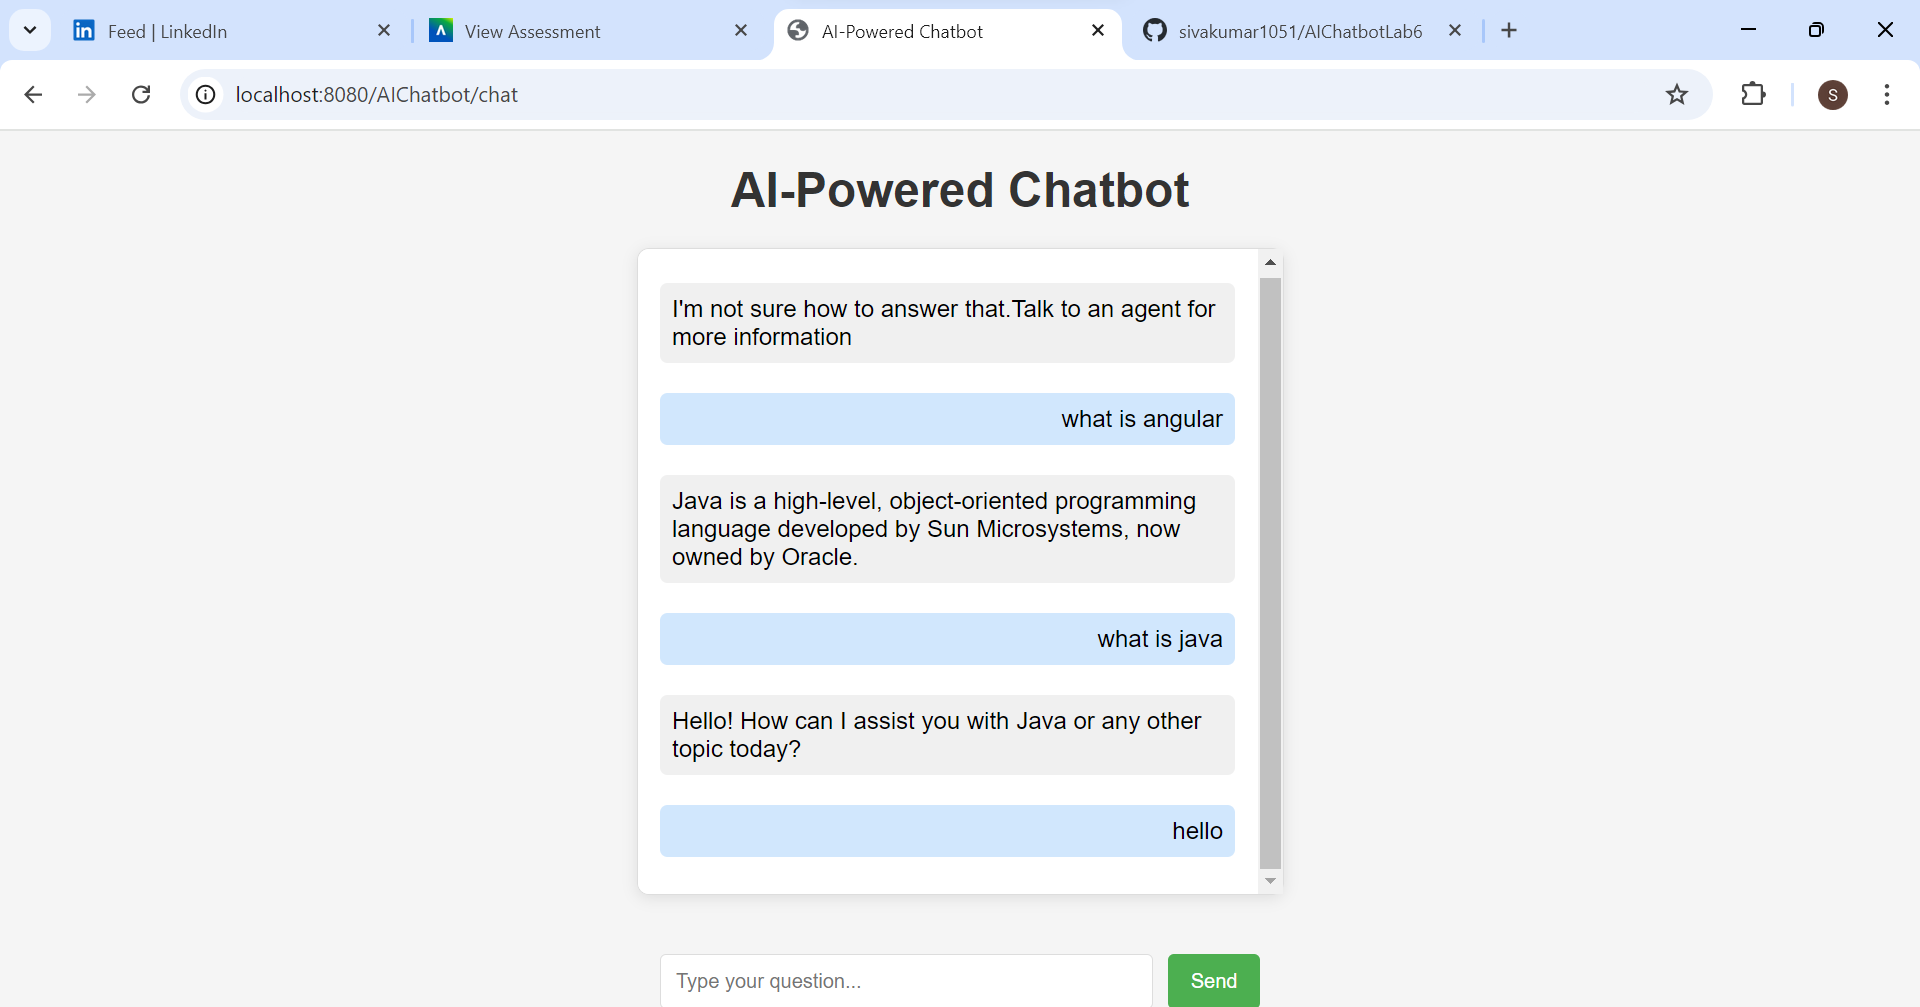 Feed | LinkedIn
View Assessment
AI-Powered Chatbot
sivakumar1051/AIChatbotLab6
localhost:8080/AIChatbot/chat
S
AI-Powered Chatbot
I'm not sure how to answer that.Talk to an agent for
more information
what is angular
Java is a high-level, object-oriented programming
language developed by Sun Microsystems, now
owned by Oracle.
what is java
Hello! How can I assist you with Java or any other
topic today?
hello
Type your question...
Send